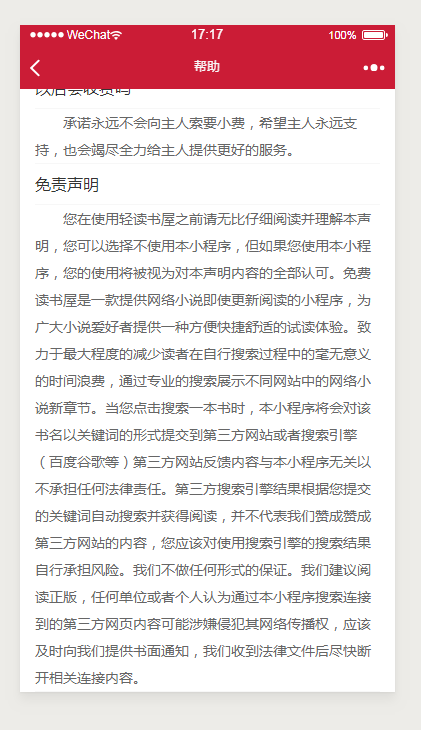 WeChat 17:17 100%
帮助
以后会收费吗
承诺永远不会向主人索要小费，希望主人永远支
持，也会竭尽全力给主人提供更好的服务。
免责声明
您在使用轻读书屋之前请无比仔细阅读并理解本声
明，您可以选择不使用本小程序，但如果您使用本小程
序，您的使用将被视为对本声明内容的全部认可。免费
读书屋是一款提供网络小说即使更新阅读的小程序，为
广大小说爱好者提供一种方便快捷舒适的试读体验。致
力于最大程度的减少读者在自行搜索过程中的毫无意义
的时间浪费，通过专业的搜索展示不同网站中的网络小
说新章节。当您点击搜索一本书时，本小程序将会对该
书名以关键词的形式提交到第三方网站或者搜索引擎
（百度谷歌等）第三方网站反馈内容与本小程序无关以
不承担任何法律责任。第三方搜索引擎结果根据您提交
的关键词自动搜索并获得阅读，并不代表我们赞成赞成
第三方网站的内容，您应该对使用搜索引擎的搜索结果
自行承担风险。我们不做任何形式的保证。我们建议阅
读正版，任何单位或者个人认为通过本小程序搜索连接
到的第三方网页内容可能涉嫌侵犯其网络传播权，应该
及时向我们提供书面通知，我们收到法律文件后尽快断
开相关连接内容。